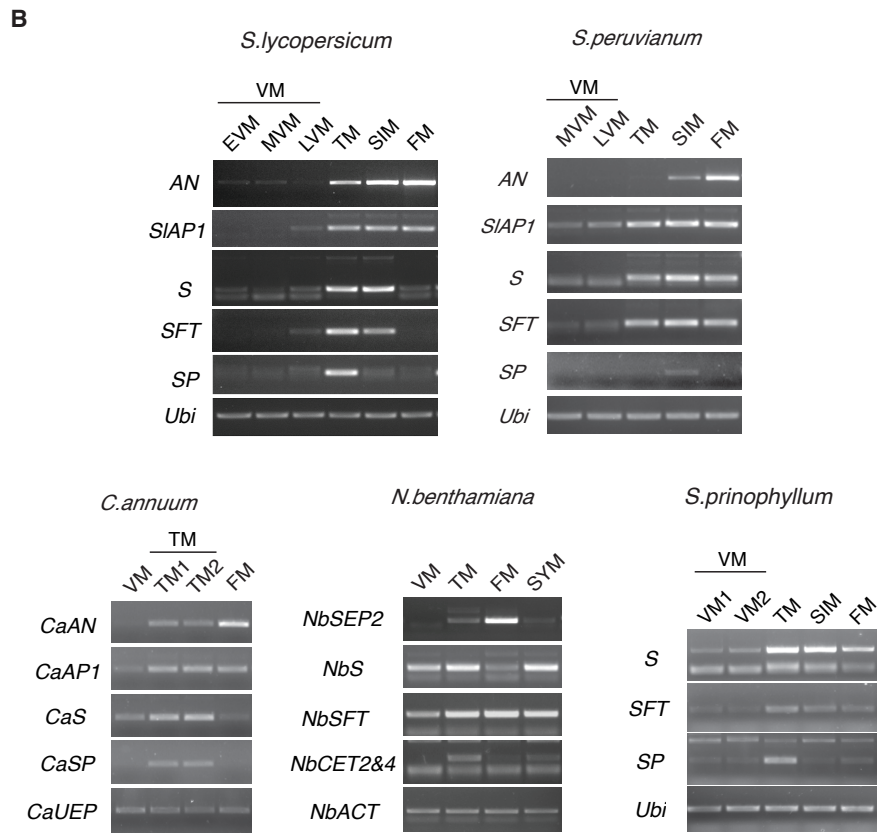 B
S.lycopersicum
VM
EVM MVM LVM TM SIM FM
AN
SlAP1
S
SFT
SP
Ubi
S.peruvianum
VM
MVM LVM TM SIM FM
AN
SlAP1
S
SFT
SP
Ubi
C.annuum
TM
VM TM1 TM2 FM
CaAN
CaAP1
CaS
CaSP
CaUEP
N.benthamiana
VM TM FM SYM
NbSEP2
NbS
NbSFT
NbCET2&4
NbACT
S.prinophyllum
VM
VM1 VM2 TM SIM FM
S
SFT
SP
Ubi